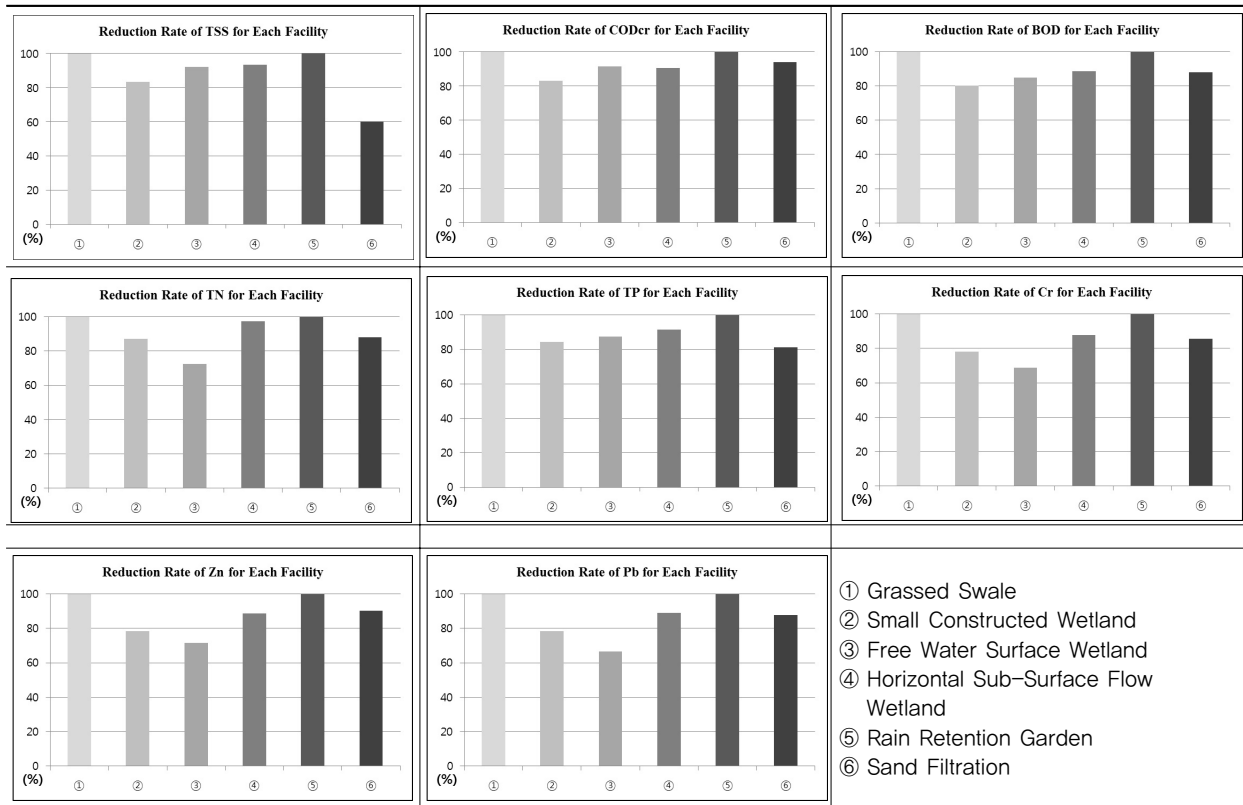 Reduction Rate of TSS for Each Facility
100
80
60
40
20
0
(%)
① ② ③ ④ ⑤ ⑥
Reduction Rate of CODcr for Each Facility
100
80
60
40
20
0
(%)
① ② ③ ④ ⑤ ⑥
Reduction Rate of BOD for Each Facility
100
80
60
40
20
0
(%)
① ② ③ ④ ⑤ ⑥
Reduction Rate of TN for Each Facility
100
80
60
40
20
0
(%)
① ② ③ ④ ⑤ ⑥
Reduction Rate of TP for Each Facility
100
80
60
40
20
0
(%)
① ② ③ ④ ⑤ ⑥
Reduction Rate of Cr for Each Facility
100
80
60
40
20
0
(%)
① ② ③ ④ ⑤ ⑥
Reduction Rate of Zn for Each Facility
100
80
60
40
20
0
(%)
① ② ③ ④ ⑤ ⑥
Reduction Rate of Pb for Each Facility
100
80
60
40
20
0
(%)
① ② ③ ④ ⑤ ⑥
① Grassed Swale
② Small Constructed Wetland
③ Free Water Surface Wetland
④ Horizontal Sub-Surface Flow
Wetland
⑤ Rain Retention Garden
⑥ Sand Filtration